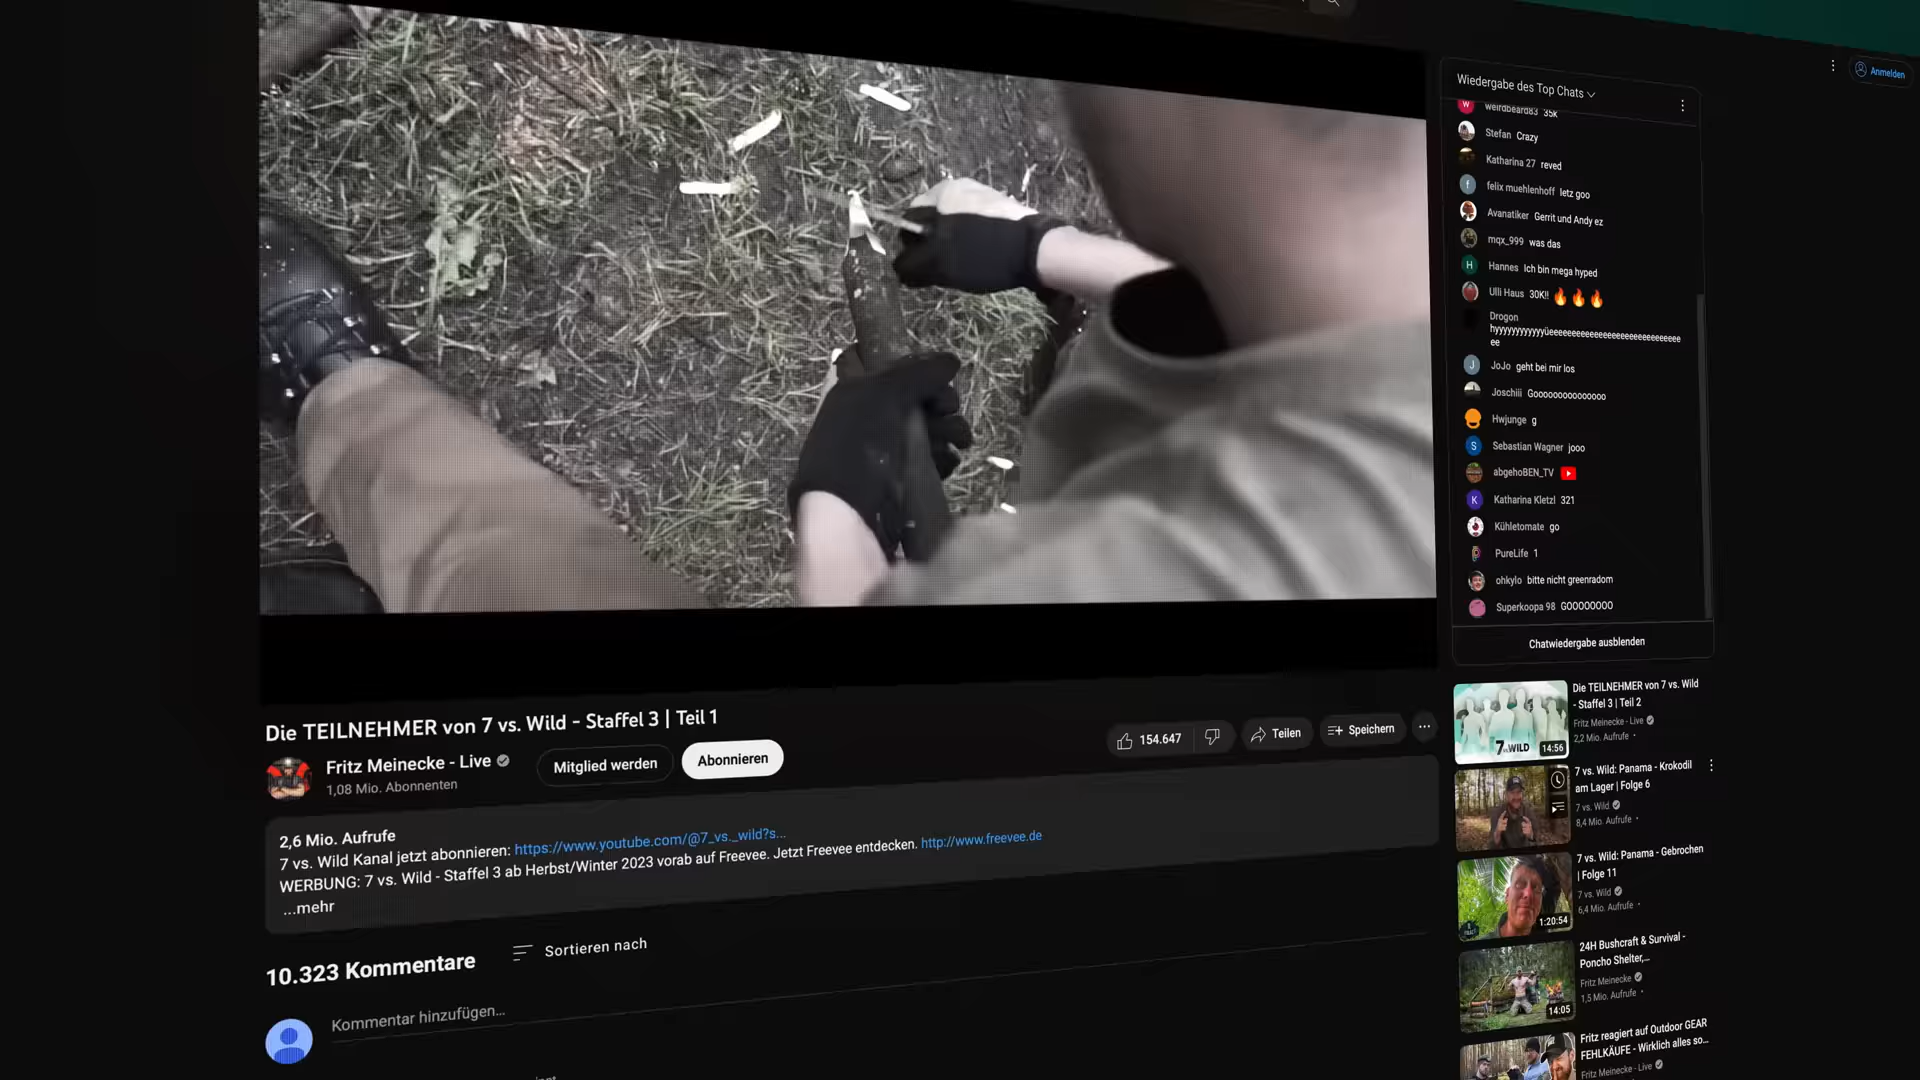 Anmelden
Wiedergabe des Top Chats
weirdbeard83 35k
Stefan Crazy
Katharina 27 reved
felix muehlenhoff letz goo
Avanatiker Gerrit und Andy ez
mqx_999 was das
H Hannes Ich bin mega hyped
Ulli Haus 30K!! 🔥🔥🔥
Drogon
hyyyyyyyyyyyüeeeeeeeeeeeeeeeeeeeeeeeeeeeeeee
ee
J JoJo geht bei mir los
Joschiii Gooooooooooooooo
Hwjunge g
S Sebastian Wagner jooo
abgehoBEN_TV
K Katharina Kletzl 321
Kühletomate go
PureLife 1
ohkylo bitte nicht greenradom
Superkoopa 98 GOOOOOOOO
Chatwiedergabe ausblenden
Die TEILNEHMER von 7 vs. Wild - Staffel 3 | Teil 1
Fritz Meinecke - Live
1,08 Mio. Abonnenten
Mitglied werden
Abonnieren
154.647
Teilen
Speichern
2,6 Mio. Aufrufe
7 vs. Wild Kanal jetzt abonnieren: https://www.youtube.com/@7_vs._wild?s...
WERBUNG: 7 vs. Wild - Staffel 3 ab Herbst/Winter 2023 vorab auf Freevee. Jetzt Freevee entdecken. http://www.freevee.de
...mehr
10.323 Kommentare
Sortieren nach
Kommentar hinzufügen...
7 vs. WILD
14:56
Die TEILNEHMER von 7 vs. Wild
- Staffel 3 | Teil 2
Fritz Meinecke - Live
2,2 Mio. Aufrufe •
7 vs. Wild: Panama - Krokodil
am Lager | Folge 6
7 vs. Wild
8,4 Mio. Aufrufe •
1:20:54
7 vs. Wild: Panama - Gebrochen
| Folge 11
7 vs. Wild
6,4 Mio. Aufrufe •
14:05
24H Bushcraft & Survival -
Poncho Shelter,...
Fritz Meinecke
1,5 Mio. Aufrufe •
Fritz reagiert auf Outdoor GEAR
FEHLKÄUFE - Wirklich alles so...
Fritz Meinecke - Live